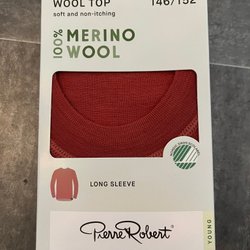 WOOL TOP 146/152
soft and non-itching
100% MERINO
WOOL
LONG SLEEVE
Pierre Robert
YOUNG